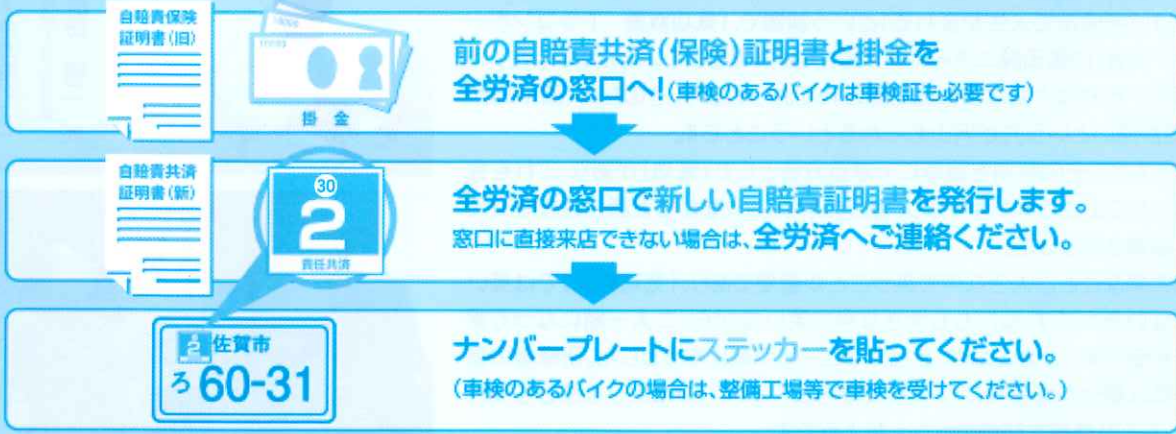 自賠責保険
証明書(旧)
10000
10000
掛 金
前の自賠責共済(保険)証明書と掛金を
全労済の窓口へ!(車検のあるバイクは車検証も必要です)
自賠責共済
証明書(新)
30
2
責任共済
全労済の窓口で新しい自賠責証明書を発行します。
窓口に直接来店できない場合は、全労済へご連絡ください。
2
佐賀市
ろ 60-31
ナンバープレートにステッカーを貼ってください。
(車検のあるバイクの場合は、整備工場等で車検を受けてください。)